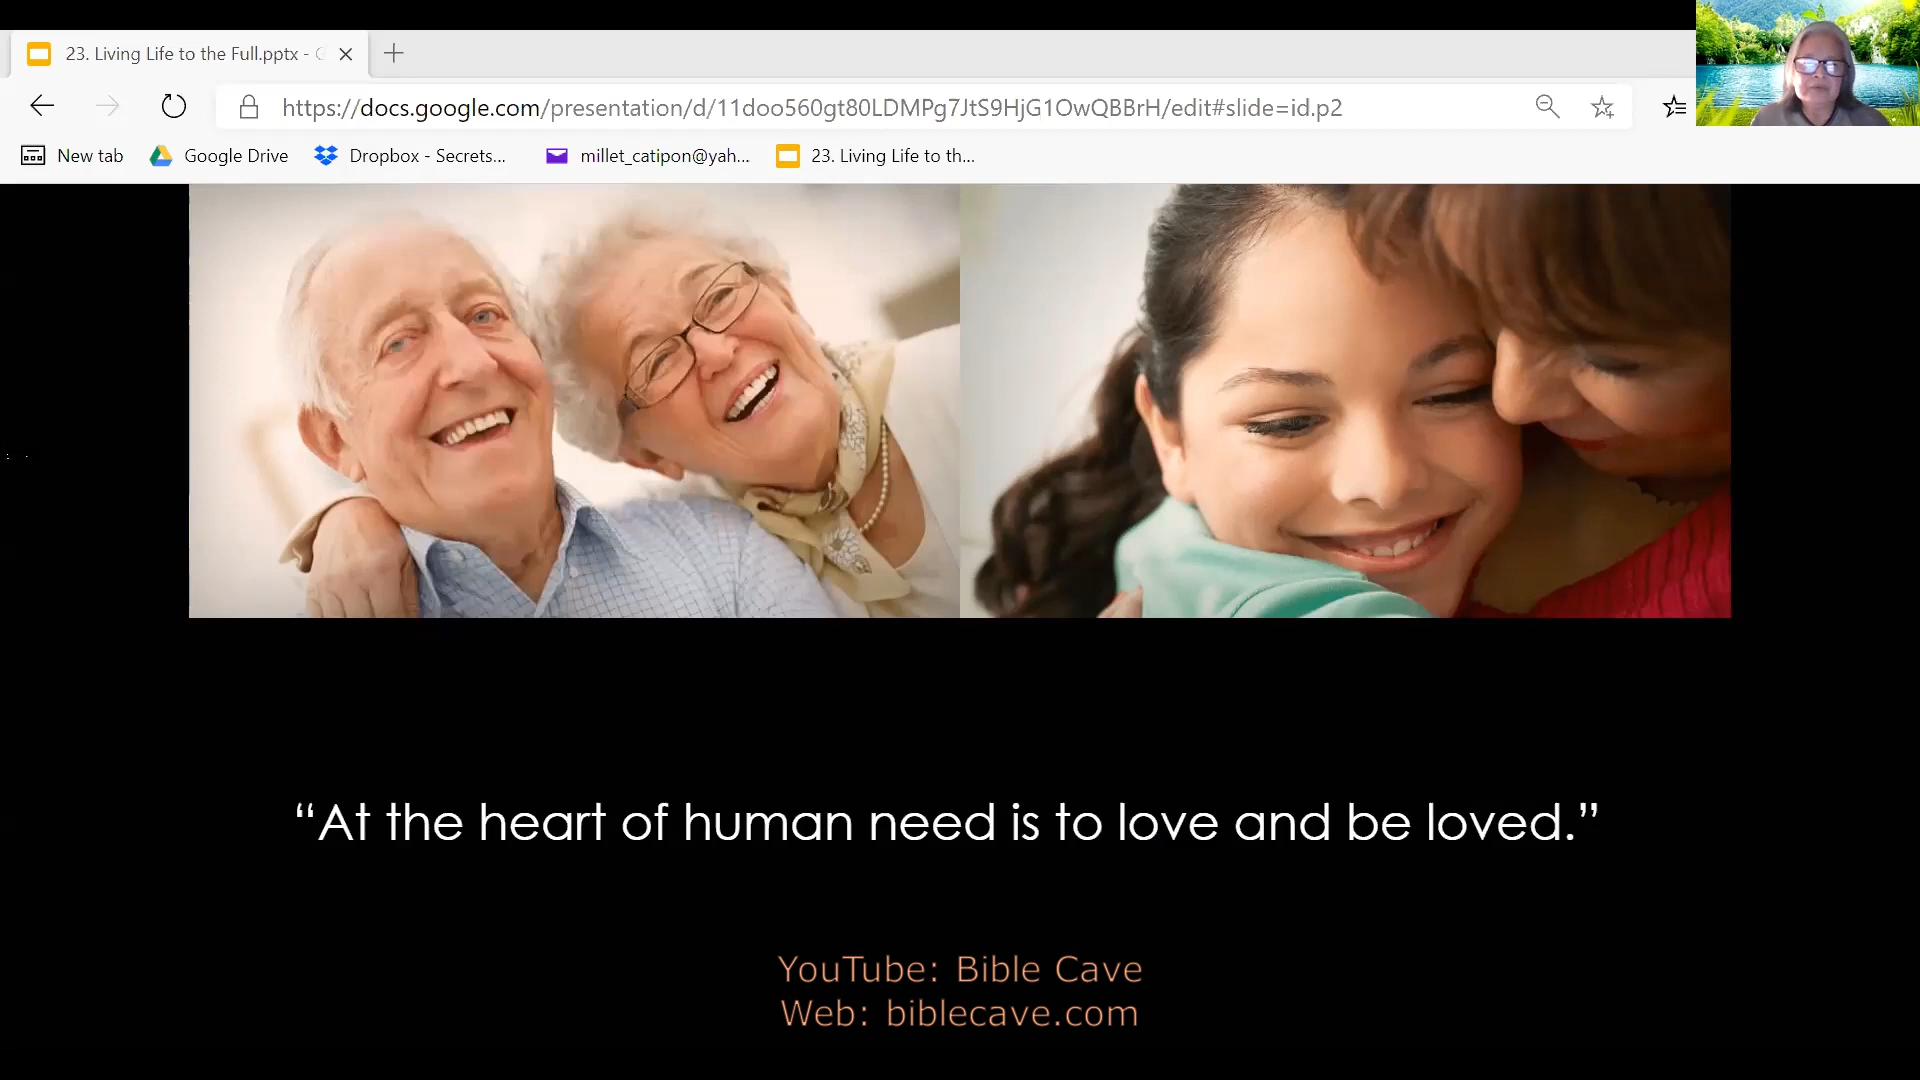 23. Living Life to the Full.pptx -
https://docs.google.com/presentation/d/11doo560gt80LDMPg7JtS9HjG1OwQBBrH/edit#slide=id.p2
New tab
Google Drive
Dropbox - Secrets...
millet_catipon@yah...
23. Living Life to th...
“At the heart of human need is to love and be loved.”
YouTube: Bible Cave
Web: biblecave.com